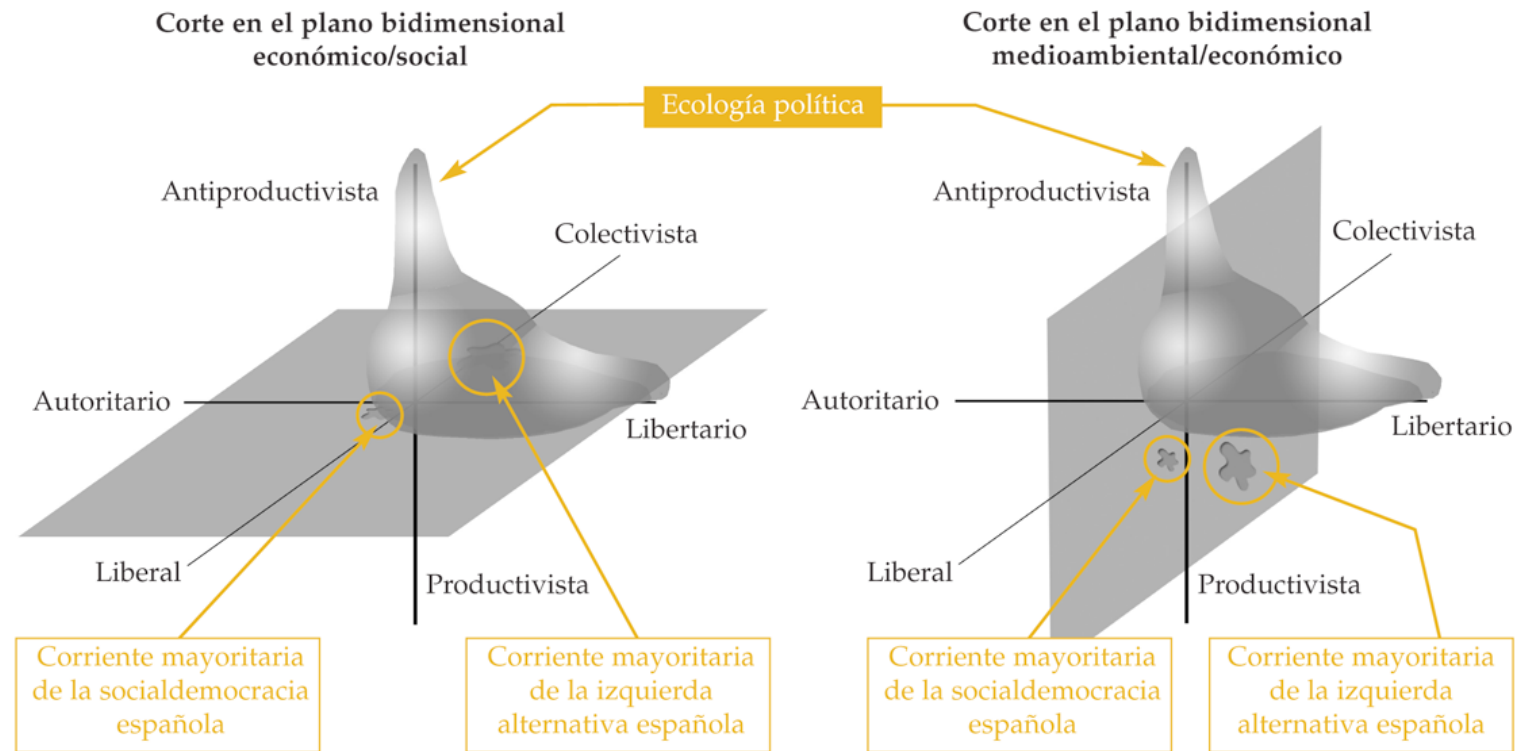 Corte en el plano bidimensional
económico/social
Corte en el plano bidimensional
medioambiental/económico
Ecología política
Antiproductivista
Colectivista
Autoritario
Libertario
Liberal
Productivista
Corriente mayoritaria
de la socialdemocracia
española
Corriente mayoritaria
de la izquierda
alternativa española
Antiproductivista
Colectivista
Autoritario
Libertario
Liberal
Productivista
Corriente mayoritaria
de la socialdemocracia
española
Corriente mayoritaria
de la izquierda
alternativa española